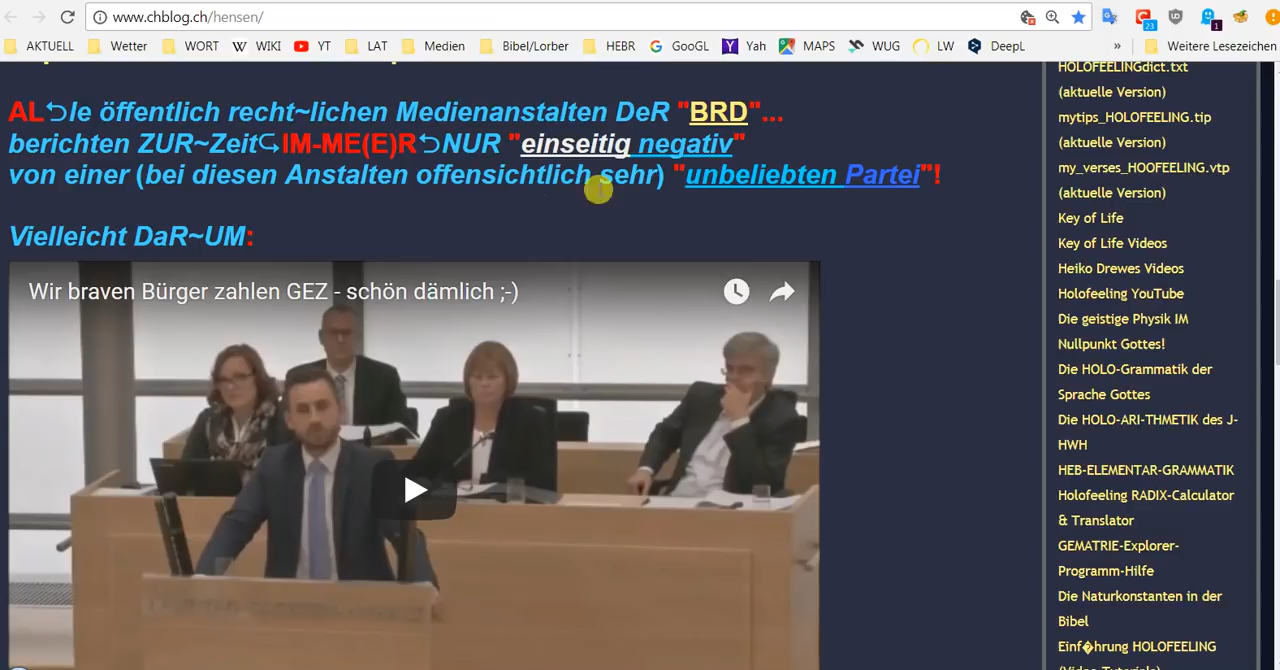 www.chblog.ch/hensen/
23
1
AKTUELL Wetter WORT WIKI YT LAT Medien Bibel/Lorber HEBR GooGL Yah MAPS WUG LW DeepL » Weitere Lesezeichen
AL⮌le öffentlich recht~lichen Medienanstalten DeR "BRD"...
berichten ZUR~Zeit⮎IM-ME(E)R⮌NUR "einseitig negativ"
von einer (bei diesen Anstalten offensichtlich sehr) "unbeliebten Partei"!
Vielleicht DaR~UM:
Wir braven Bürger zahlen GEZ - schön dämlich ;-)
HOLOFEELINGdict.txt
(aktuelle Version)
mytips_HOLOFEELING.tip
(aktuelle Version)
my_verses_HOOFEELING.vtp
(aktuelle Version)
Key of Life
Key of Life Videos
Heiko Drewes Videos
Holofeeling YouTube
Die geistige Physik IM
Nullpunkt Gottes!
Die HOLO-Grammatik der
Sprache Gottes
Die HOLO-ARI-THMETIK des J-
HWH
HEB-ELEMENTAR-GRAMMATIK
Holofeeling RADIX-Calculator
& Translator
GEMATRIE-Explorer-
Programm-Hilfe
Die Naturkonstanten in der
Bibel
Einf�hrung HOLOFEELING
(Video-Tutorials)